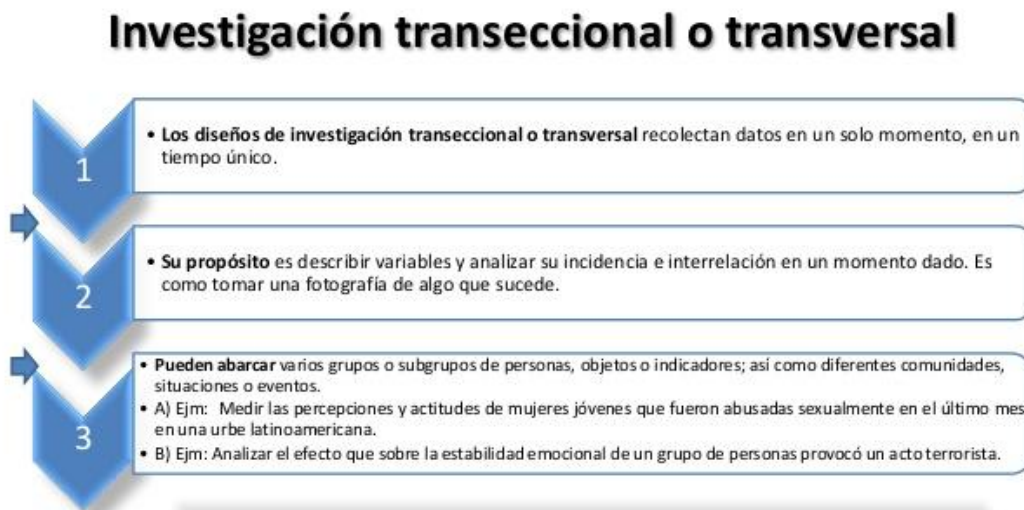 Investigación transeccional o transversal
1
• Los diseños de investigación transeccional o transversal recolectan datos en un solo momento, en un
tiempo único.
2
• Su propósito es describir variables y analizar su incidencia e interrelación en un momento dado. Es
como tomar una fotografía de algo que sucede.
3
• Pueden abarcar varios grupos o subgrupos de personas, objetos o indicadores; así como diferentes comunidades,
situaciones o eventos.
• A) Ejm: Medir las percepciones y actitudes de mujeres jóvenes que fueron abusadas sexualmente en el último mes
en una urbe latinoamericana.
• B) Ejm: Analizar el efecto que sobre la estabilidad emocional de un grupo de personas provocó un acto terrorista.